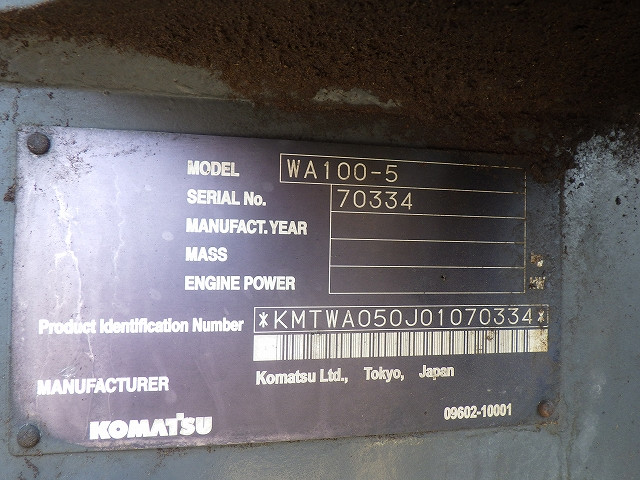 MODEL WA100-5
SERIAL No. 70334
MANUFACT.YEAR
MASS
ENGINE POWER kW
Product Identification Number *KMTWA050J01070334*
MANUFACTURER Komatsu Ltd., Tokyo, Japan
KOMATSU 09602-10001